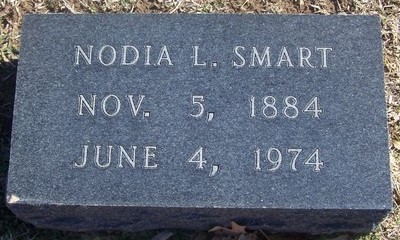 NODIA L. SMART
NOV. 5, 1884
JUNE 4, 1974